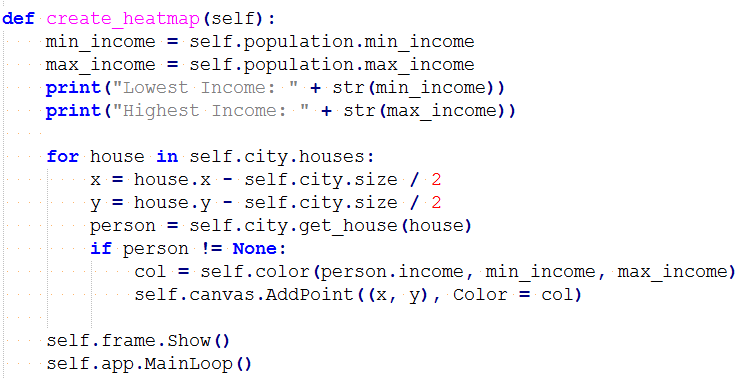 def create_heatmap(self):
    min_income = self.population.min_income
    max_income = self.population.max_income
    print("Lowest Income: " + str(min_income))
    print("Highest Income: " + str(max_income))

    for house in self.city.houses:
        x = house.x - self.city.size / 2
        y = house.y - self.city.size / 2
        person = self.city.get_house(house)
        if person != None:
            col = self.color(person.income, min_income, max_income)
            self.canvas.AddPoint((x, y), Color = col)

    self.frame.Show()
    self.app.MainLoop()